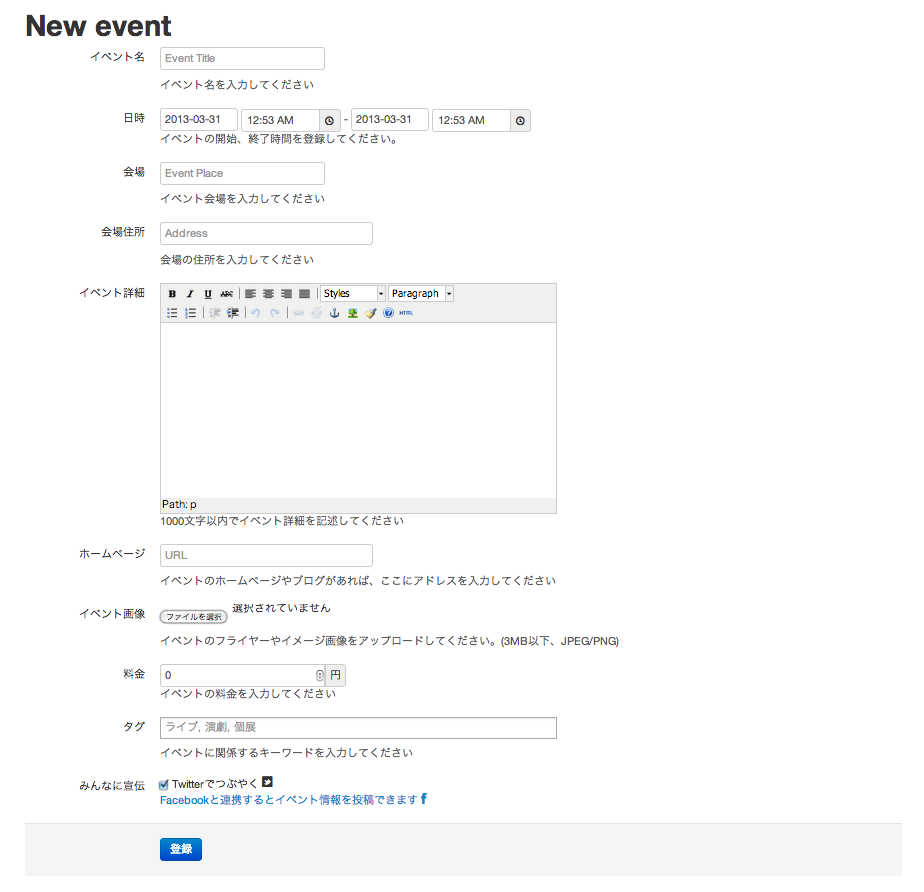 New event
イベント名 Event Title
イベント名を入力してください
日時 2013-03-31 12:53 AM - 2013-03-31 12:53 AM
イベントの開始、終了時間を登録してください。
会場 Event Place
イベント会場を入力してください
会場住所 Address
会場の住所を入力してください
イベント詳細 B I U ABC Styles Paragraph
HTML
Path: p
1000文字以内でイベント詳細を記述してください
ホームページ URL
イベントのホームページやブログがあれば、ここにアドレスを入力してください
イベント画像 ファイルを選択 選択されていません
イベントのフライヤーやイメージ画像をアップロードしてください。(3MB以下、JPEG/PNG)
料金 0 円
イベントの料金を入力してください
タグ ライブ, 演劇, 個展
イベントに関係するキーワードを入力してください
みんなに宣伝 Twitterでつぶやく
Facebookと連携するとイベント情報を投稿できます f
登録